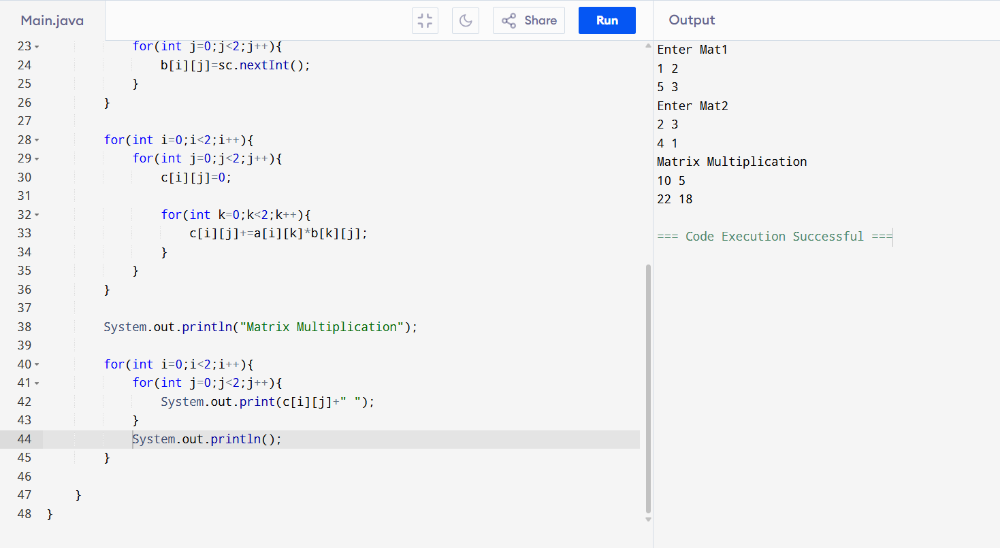 Main.java
Share
Run
Output
23 for(int j=0;j<2;j++){
24 b[i][j]=sc.nextInt();
25 }
26 }
27
28 for(int i=0;i<2;i++){
29 for(int j=0;j<2;j++){
30 c[i][j]=0;
31
32 for(int k=0;k<2;k++){
33 c[i][j]+=a[i][k]*b[k][j];
34 }
35 }
36 }
37
38 System.out.println("Matrix Multiplication");
39
40 for(int i=0;i<2;i++){
41 for(int j=0;j<2;j++){
42 System.out.print(c[i][j]+" ");
43 }
44 System.out.println();
45 }
46
47 }
48 }
Enter Mat1
1 2
5 3
Enter Mat2
2 3
4 1
Matrix Multiplication
10 5
22 18
=== Code Execution Successful ===